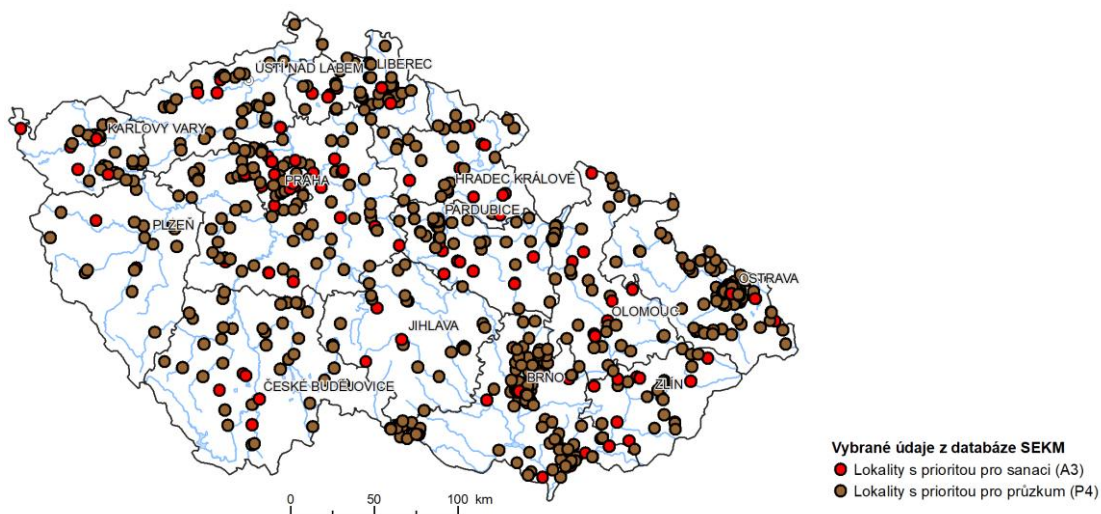 ÚSTÍ NAD LABEM
LIBEREC
KARLOVY VARY
PRAHA
HRADEC KRÁLOVÉ
PARDUBICE
PLZEŇ
OSTRAVA
OLOMOUC
JIHLAVA
BRNO
ZLÍN
ČESKÉ BUDĚJOVICE
0 50 100 km
Vybrané údaje z databáze SEKM
Lokality s prioritou pro sanaci (A3)
Lokality s prioritou pro průzkum (P4)